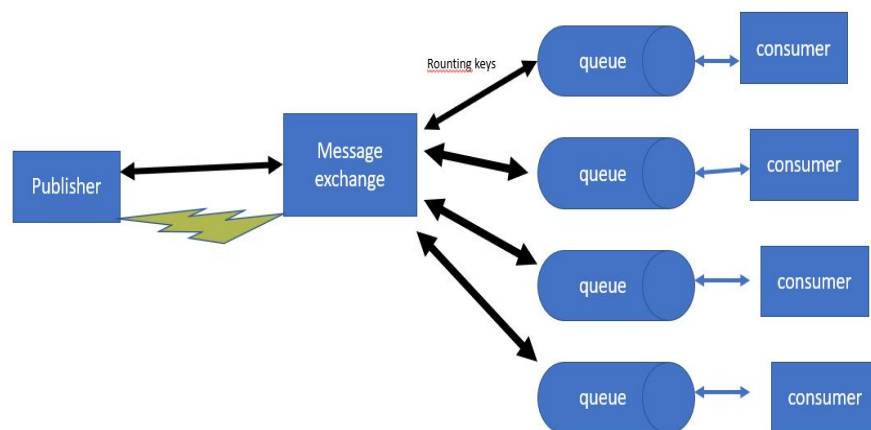 Rounting keys
queue
consumer
Publisher
Message
exchange
queue
consumer
queue
consumer
queue
consumer